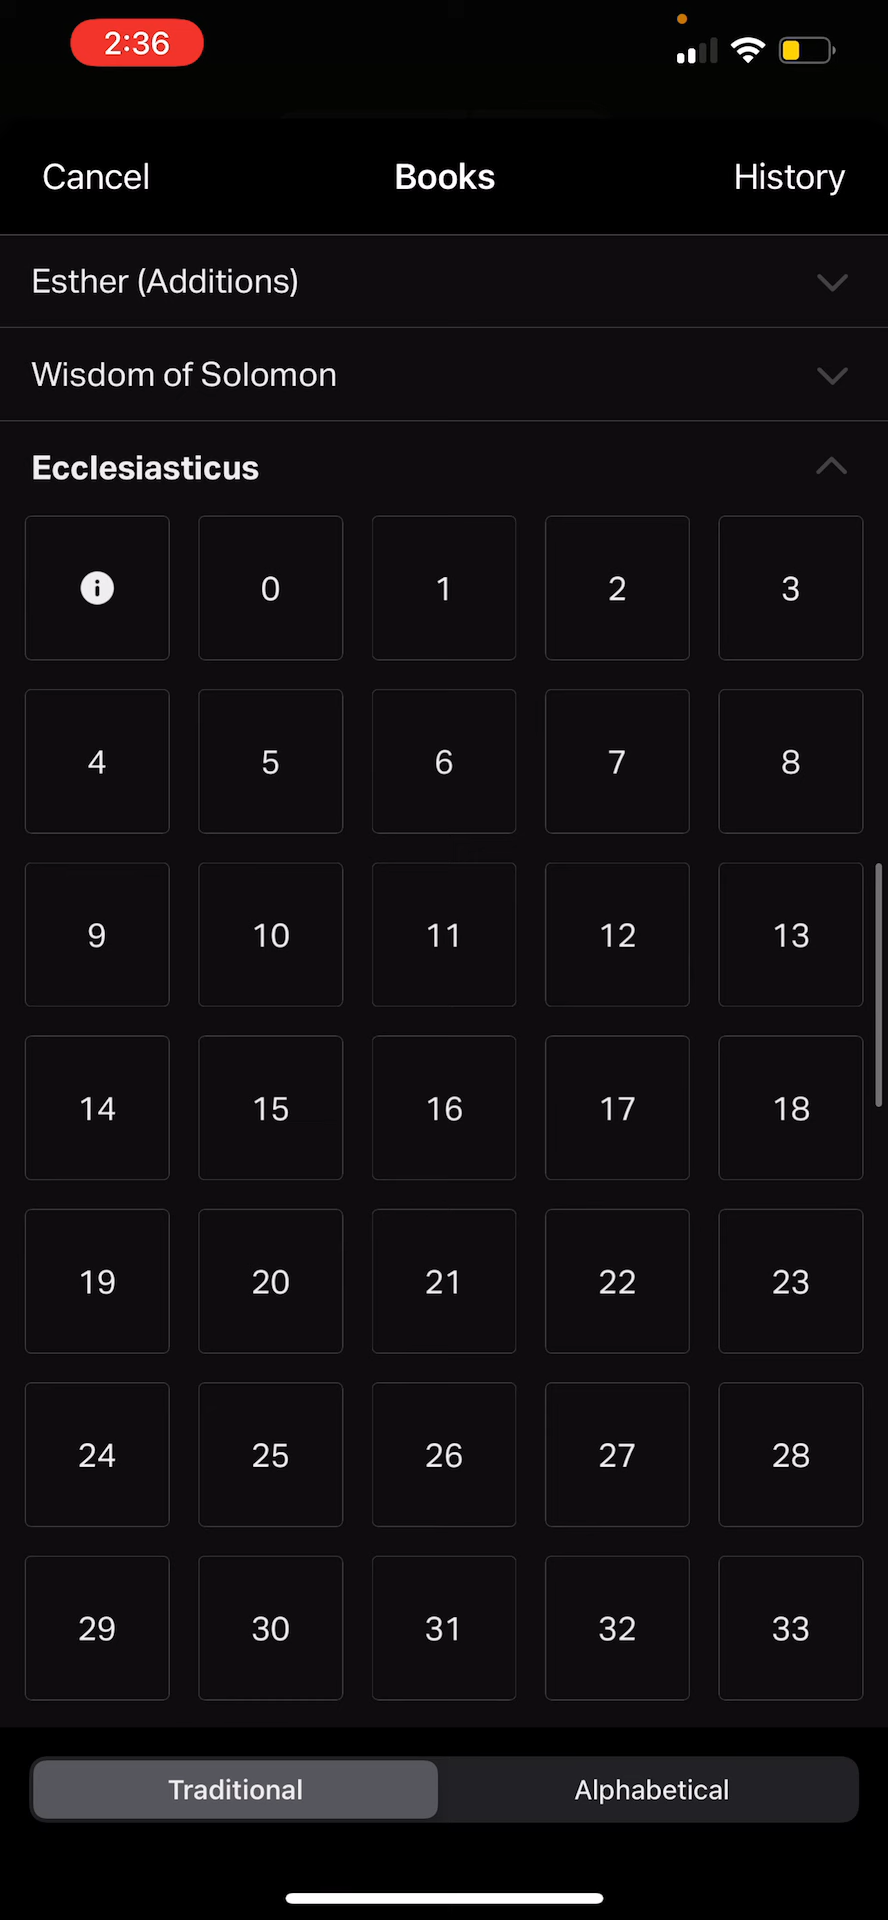 2:36
Cancel Books History
Esther (Additions)
Wisdom of Solomon
Ecclesiasticus
i 0 1 2 3
4 5 6 7 8
9 10 11 12 13
14 15 16 17 18
19 20 21 22 23
24 25 26 27 28
29 30 31 32 33
Traditional Alphabetical